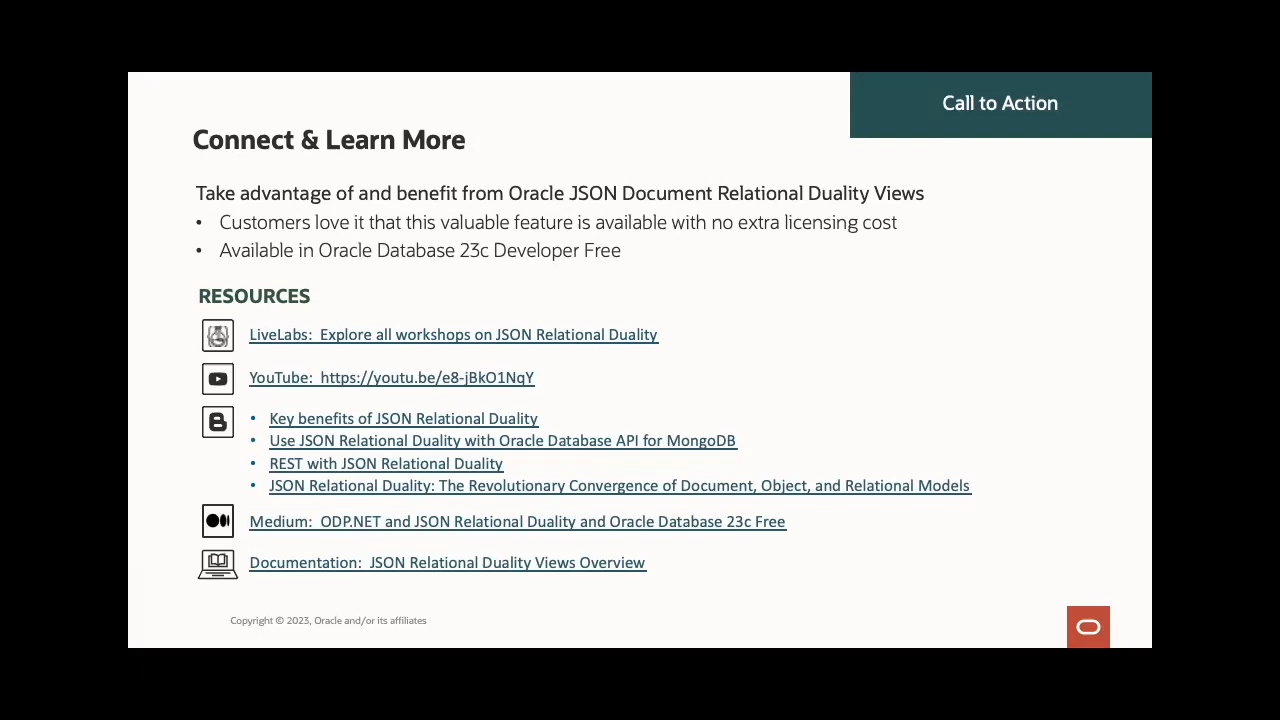 Call to Action
Connect & Learn More
Take advantage of and benefit from Oracle JSON Document Relational Duality Views
• Customers love it that this valuable feature is available with no extra licensing cost
• Available in Oracle Database 23c Developer Free
RESOURCES
LiveLabs: Explore all workshops on JSON Relational Duality
YouTube: https://youtu.be/e8-jBkO1NqY
• Key benefits of JSON Relational Duality
• Use JSON Relational Duality with Oracle Database API for MongoDB
• REST with JSON Relational Duality
• JSON Relational Duality: The Revolutionary Convergence of Document, Object, and Relational Models
Medium: ODP.NET and JSON Relational Duality and Oracle Database 23c Free
Documentation: JSON Relational Duality Views Overview
Copyright © 2023, Oracle and/or its affiliates